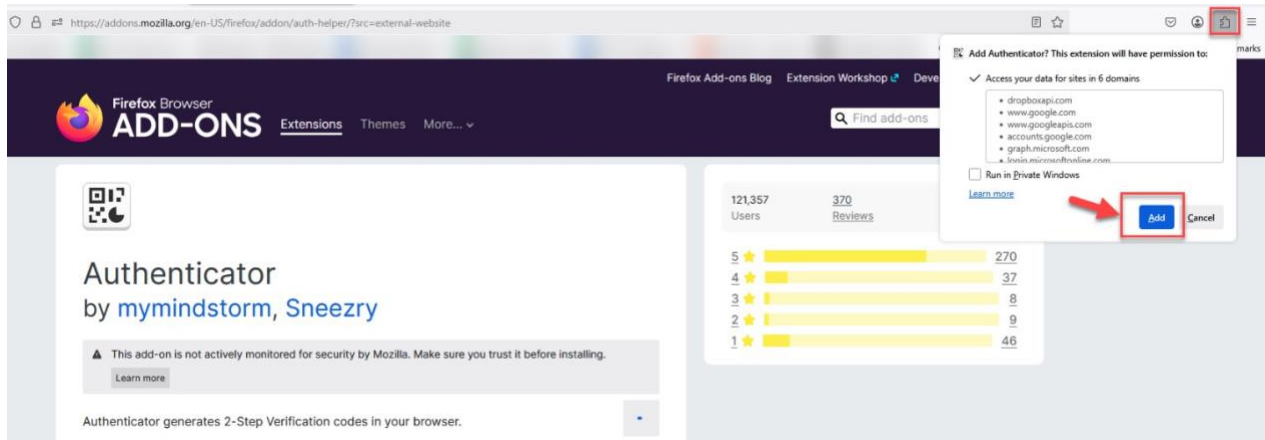 https://addons.mozilla.org/en-US/firefox/addon/auth-helper/?src=external-website
marks
Add Authenticator? This extension will have permission to:
Access your data for sites in 6 domains
• dropboxapi.com
• www.google.com
• www.googleapis.com
• accounts.google.com
• graph.microsoft.com
• login.microsoftonline.com
Run in Private Windows
Learn more
Add
Cancel
Firefox Add-ons Blog Extension Workshop Deve
Firefox Browser
ADD-ONS
Extensions Themes More...
Find add-ons
121,357
Users
370
Reviews
5 270
4 37
3 8
2 9
1 46
Authenticator
by mymindstorm, Sneezry
This add-on is not actively monitored for security by Mozilla. Make sure you trust it before installing.
Learn more
Authenticator generates 2-Step Verification codes in your browser.